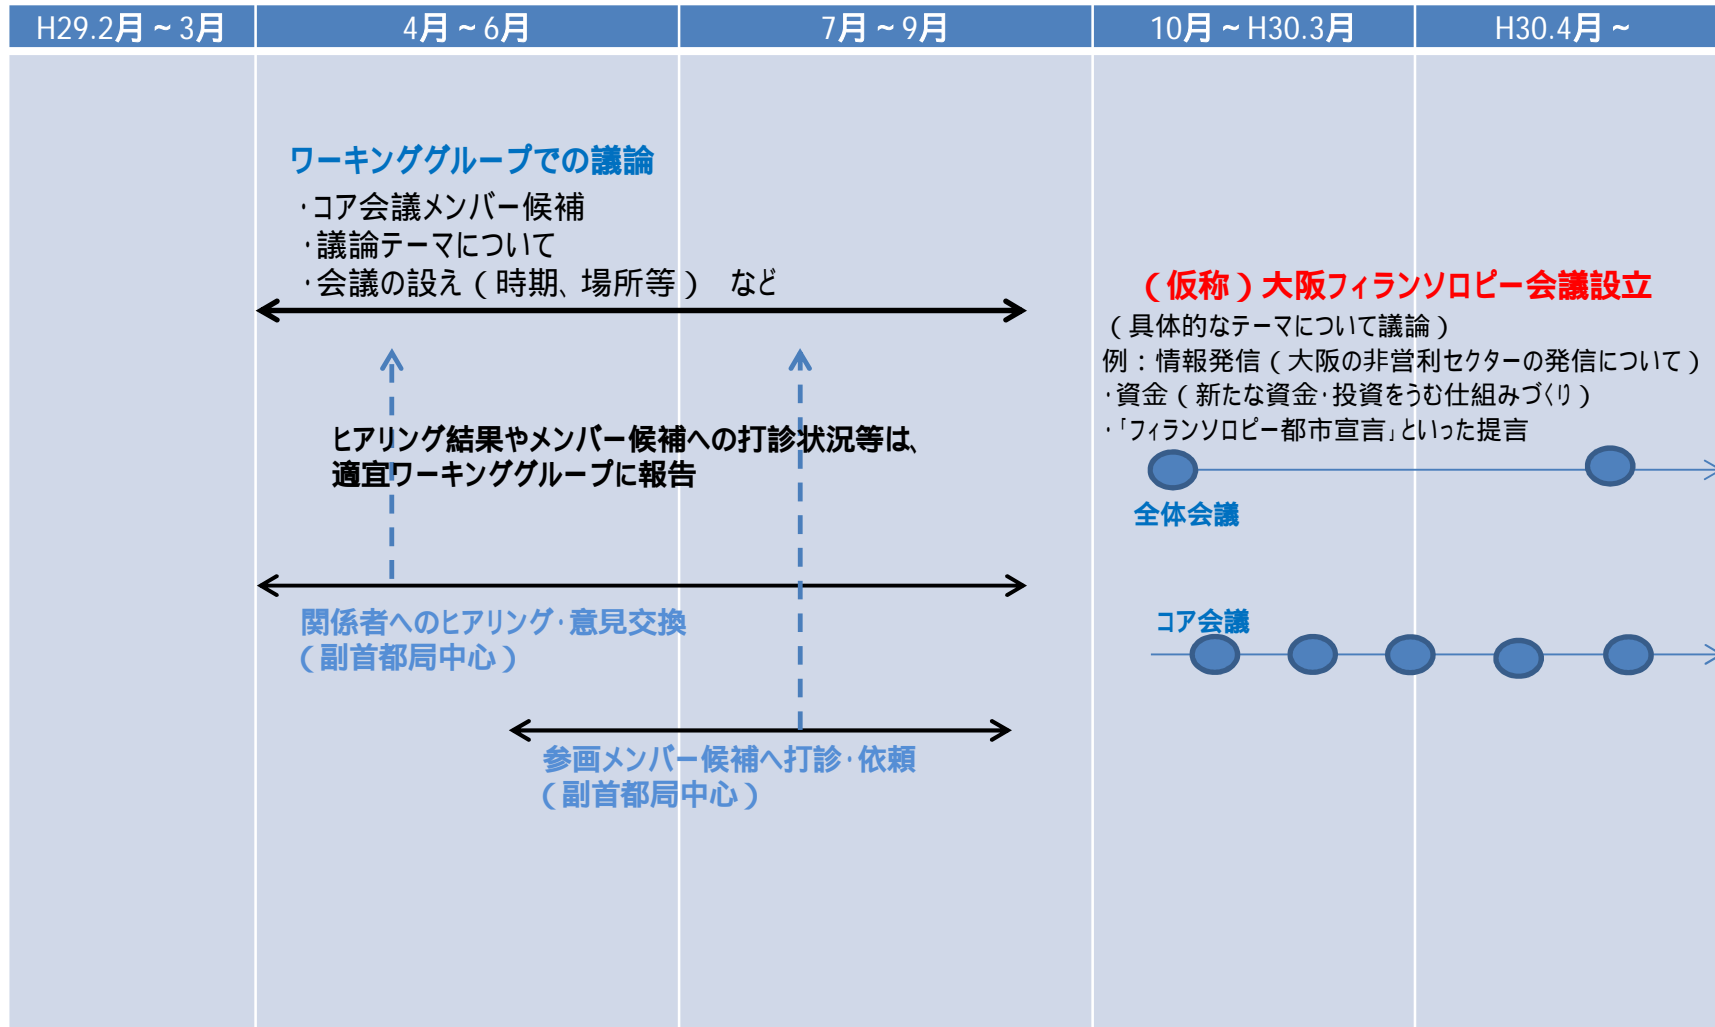 H29.2月～3月
4月～6月
7月～9月
10月～H30.3月
H30.4月～
ワーキンググループでの議論
・コア会議メンバー候補
・議論テーマについて
・会議の設え（時期、場所等）　など
ヒアリング結果やメンバー候補への打診状況等は、
適宜ワーキンググループに報告
関係者へのヒアリング・意見交換
（副首都局中心）
参画メンバー候補へ打診・依頼
（副首都局中心）
（仮称）大阪フィランソロピー会議設立
（具体的なテーマについて議論）
例：情報発信（大阪の非営利セクターの発信について）
・資金（新たな資金・投資をうむ仕組みづくり）
・「フィランソロピー都市宣言」といった提言
全体会議
コア会議